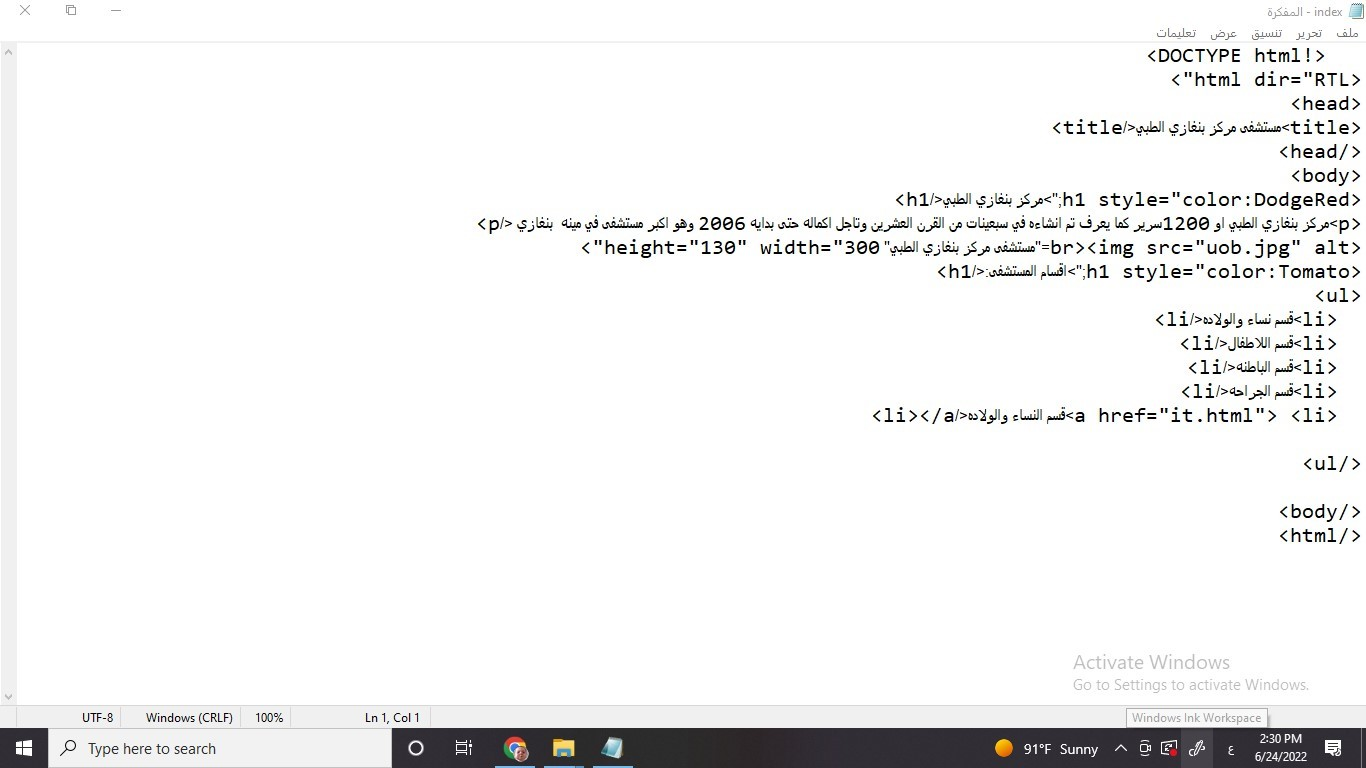 index - المفكرة
ملف تحرير تنسيق عرض تعليمات
<!DOCTYPE html>
<html dir="RTL">
<head>
<title>مستشفى مركز بنغازي الطبي</title>
</head>
<body>
<h1 style="color:DodgeRed;">مركز بنغازي الطبي</h1>
<p>مركز بنغازي الطبي او 1200سرير كما يعرف تم انشاءه في سبعينات من القرن العشرين وتاجل اكماله حتى بدايه 2006 وهو اكبر مستشفى في مينه  بنغازي </p>
<br><img src="uob.jpg" alt="مستشفى مركز بنغازي الطبي" height="130" width="300">
<h1 style="color:Tomato;">اقسام المستشفى:</h1>
<ul>
<li>قسم نساء والولاده</li>
<li>قسم اللاطفال</li>
<li>قسم الباطنه</li>
<li>قسم الجراحه</li>
<li> <a href="it.html">قسم النساء والولاده</a></li>
</ul>
</body>
</html>
Activate Windows
Go to Settings to activate Windows.
UTF-8 Windows (CRLF) 100% Ln 1, Col 1
Windows Ink Workspace
Type here to search
91°F Sunny
ع
2:30 PM
6/24/2022